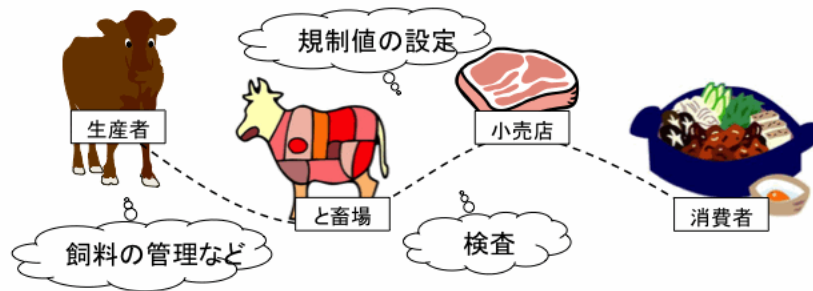 規制値の設定
生産者
小売店
と畜場
消費者
飼料の管理など
検査